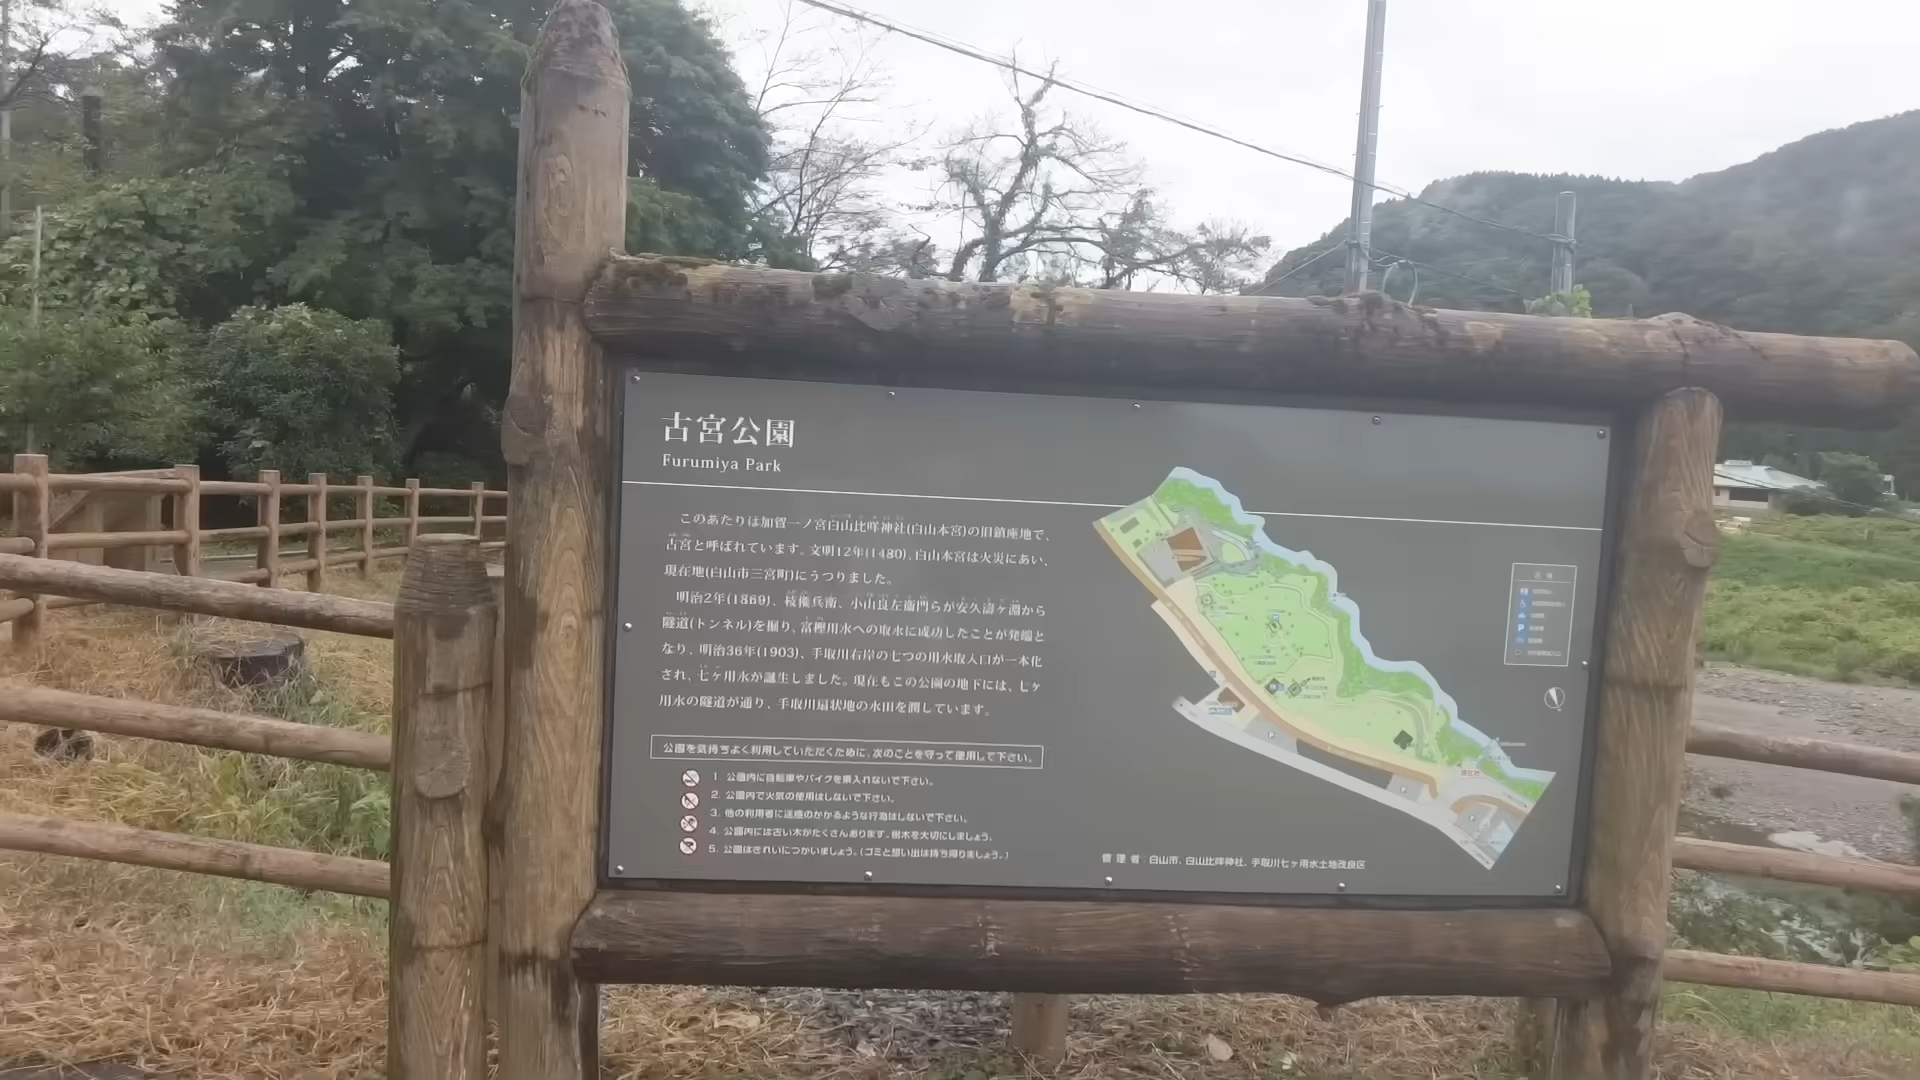 古宮公園
Furumiya Park
このあたりは加賀一ノ宮白山比咩神社(白山本宮)の旧鎮座地で、
古宮と呼ばれています。文明12年(1480)、白山本宮は火災にあい、
現在地(白山市三宮町)にうつりました。
明治2年(1869)、枝権兵衛、小山良左衛門らが安久濤ヶ淵から
隧道(トンネル)を掘り、富樫用水への取水に成功したことが発端と
なり、明治36年(1903)、手取川右岸の七つの用水取入口が一本化
され、七ヶ用水が誕生しました。現在もこの公園の地下には、七ヶ
用水の隧道が通り、手取川扇状地の水田を潤しています。
公園を気持ちよく利用していただくために、次のことを守って使用して下さい。
1. 公園内に自転車やバイクを乗入れないで下さい。
2. 公園内で火気の使用はしないで下さい。
3. 他の利用者に迷惑のかかるような行為はしないで下さい。
4. 公園内には古い木がたくさんあります。樹木を大切にしましょう。
5. 公園はきれいにつかいましょう。(ゴミと想い出は持ち帰りましょう。)
管理者：白山市、白山比咩神社、手取川七ヶ用水土地改良区